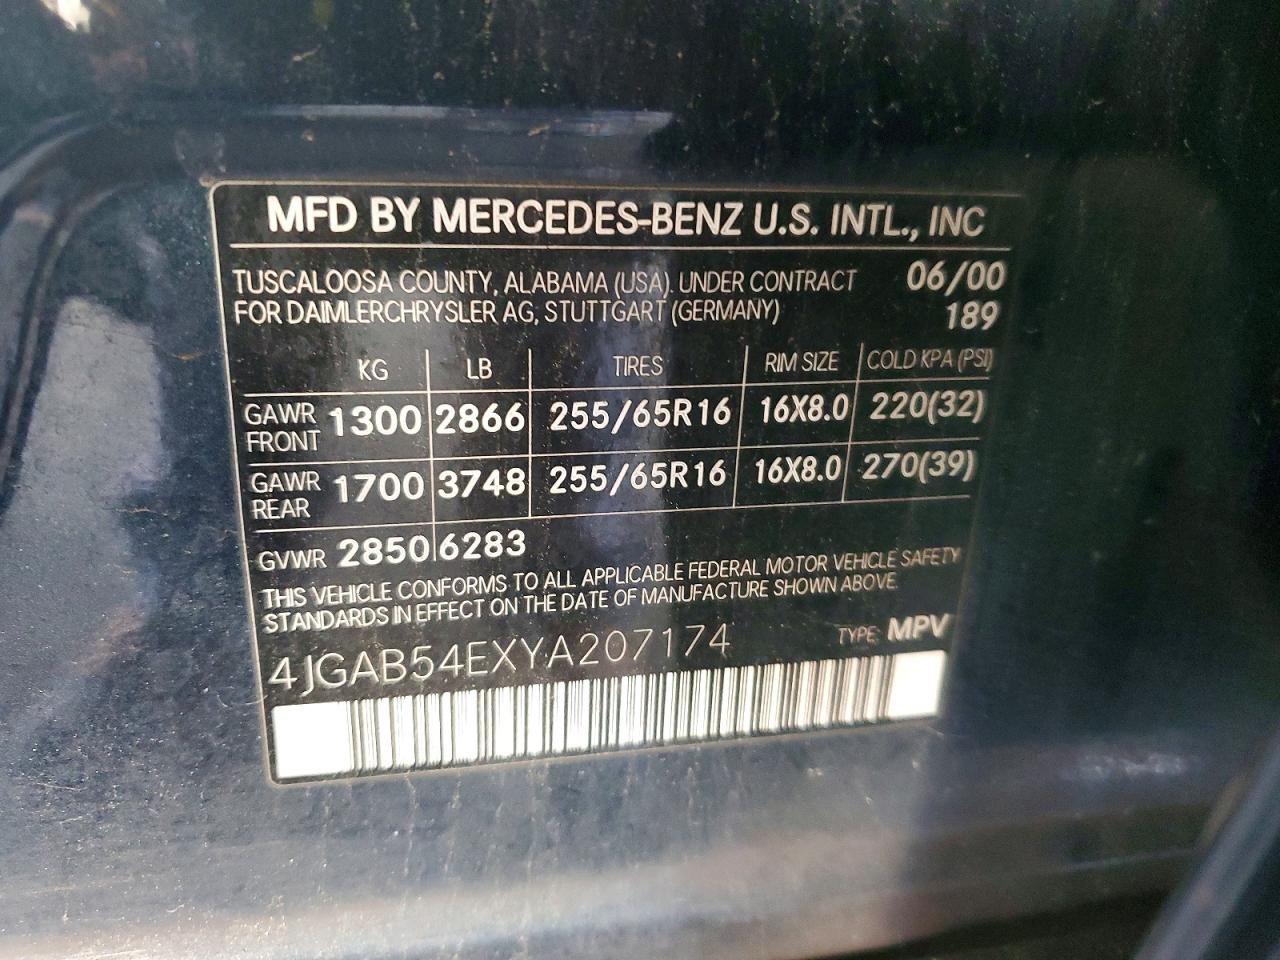 MFD BY MERCEDES-BENZ U.S. INTL., INC
TUSCALOOSA COUNTY, ALABAMA (USA). UNDER CONTRACT 06/00
FOR DAIMLERCHRYSLER AG, STUTTGART (GERMANY) 189
KG LB TIRES RIM SIZE COLD KPA (PSI)
GAWR FRONT 1300 2866 255/65R16 16X8.0 220(32)
GAWR REAR 1700 3748 255/65R16 16X8.0 270(39)
GVWR 2850 6283
THIS VEHICLE CONFORMS TO ALL APPLICABLE FEDERAL MOTOR VEHICLE SAFETY
STANDARDS IN EFFECT ON THE DATE OF MANUFACTURE SHOWN ABOVE.
4JGAB54EXYA207174 TYPE: MPV